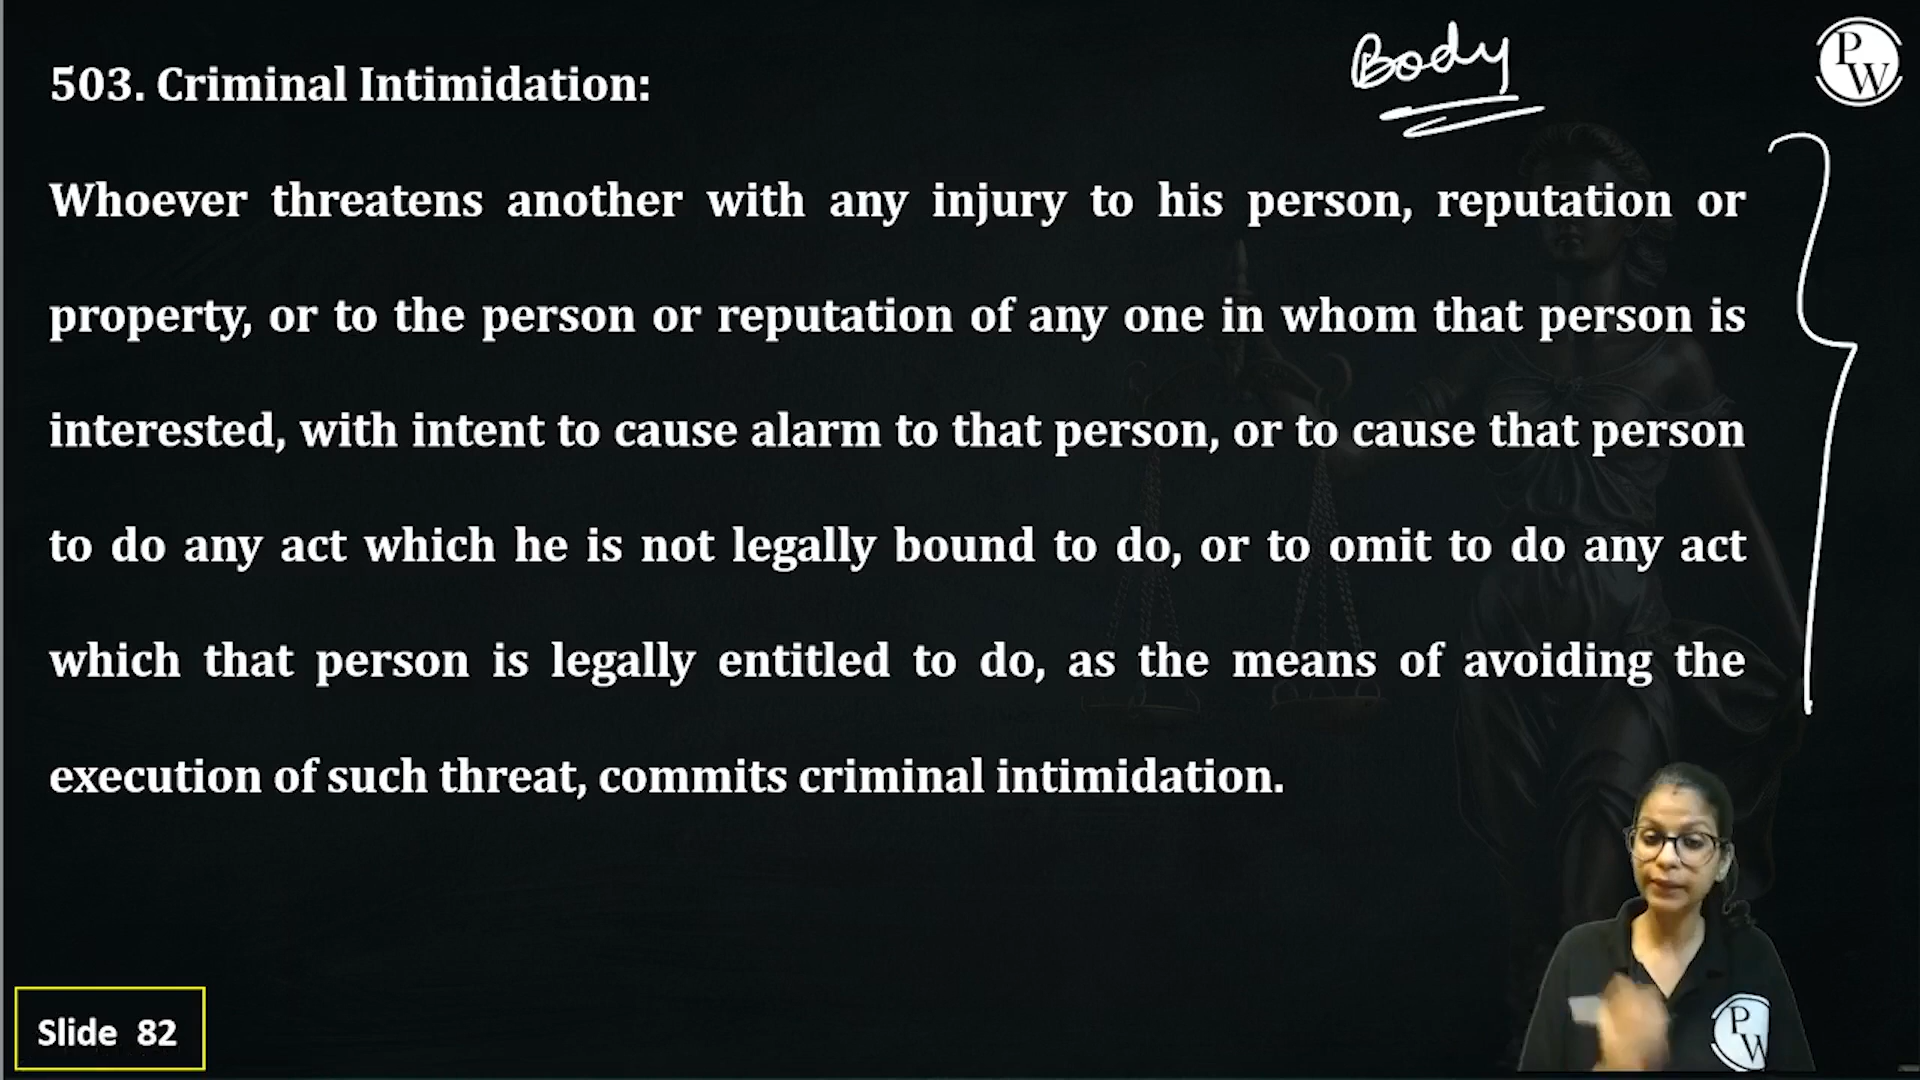 503. Criminal Intimidation:
Body
PW
Whoever threatens another with any injury to his person, reputation or
property, or to the person or reputation of any one in whom that person is
interested, with intent to cause alarm to that person, or to cause that person
to do any act which he is not legally bound to do, or to omit to do any act
which that person is legally entitled to do, as the means of avoiding the
execution of such threat, commits criminal intimidation.
PW
Slide 82